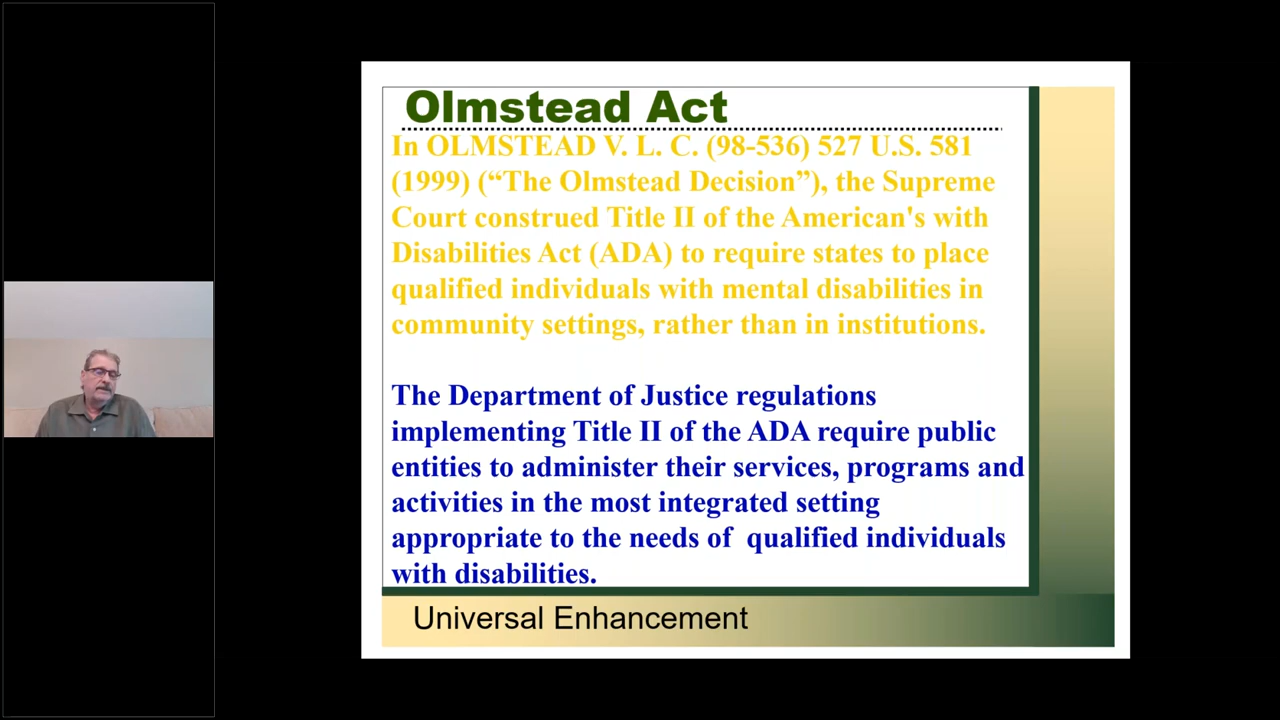 Olmstead Act
In OLMSTEAD V. L. C. (98-536) 527 U.S. 581
(1999) (“The Olmstead Decision”), the Supreme
Court construed Title II of the American's with
Disabilities Act (ADA) to require states to place
qualified individuals with mental disabilities in
community settings, rather than in institutions.
The Department of Justice regulations
implementing Title II of the ADA require public
entities to administer their services, programs and
activities in the most integrated setting
appropriate to the needs of  qualified individuals
with disabilities.
Universal Enhancement